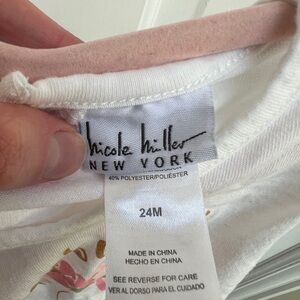 nicole miller
NEW YORK
40% POLYESTER/POLIÉSTER
24M
MADE IN CHINA
HECHO EN CHINA
SEE REVERSE FOR CARE
VER AL DORSO PARA EL CUIDADO